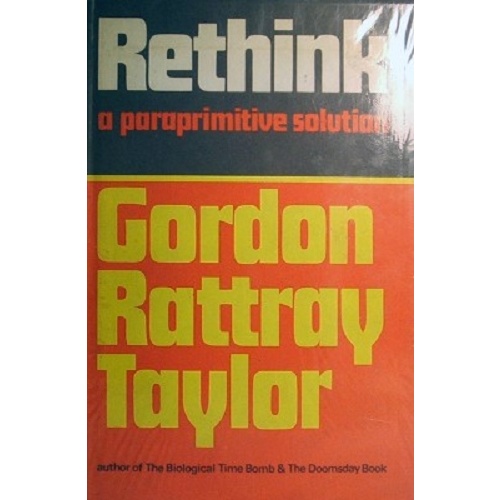 Rethink
a paraprimitive solution
Gordon
Rattray
Taylor
author of The Biological Time Bomb & The Doomsday Book